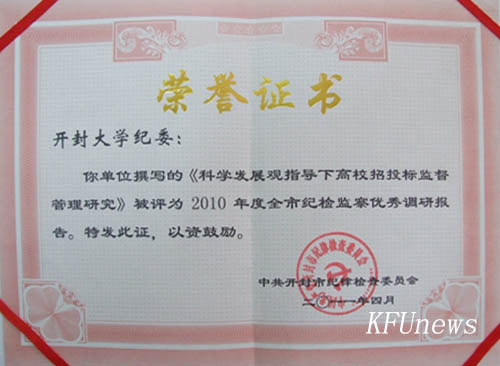 荣誉证书
开封大学纪委：
你单位撰写的《科学发展观指导下高校招投标监督
管理研究》被评为 2010 年度全市纪检监察优秀调研报
告。特发此证，以资鼓励。
中共开封市纪律检查委员会
二〇一一年四月
KFUnews